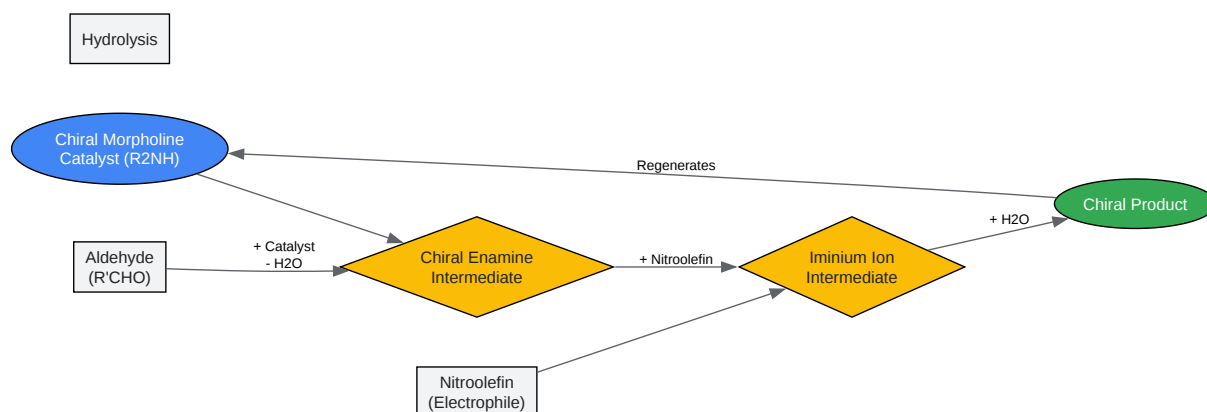 Hydrolysis
Chiral Morpholine
Catalyst (R2NH)
Regenerates
Chiral Product
+ H2O
Aldehyde
(R'CHO)
+ Catalyst
- H2O
Chiral Enamine
Intermediate
+ Nitroolefin
Iminium Ion
Intermediate
Nitroolefin
(Electrophile)